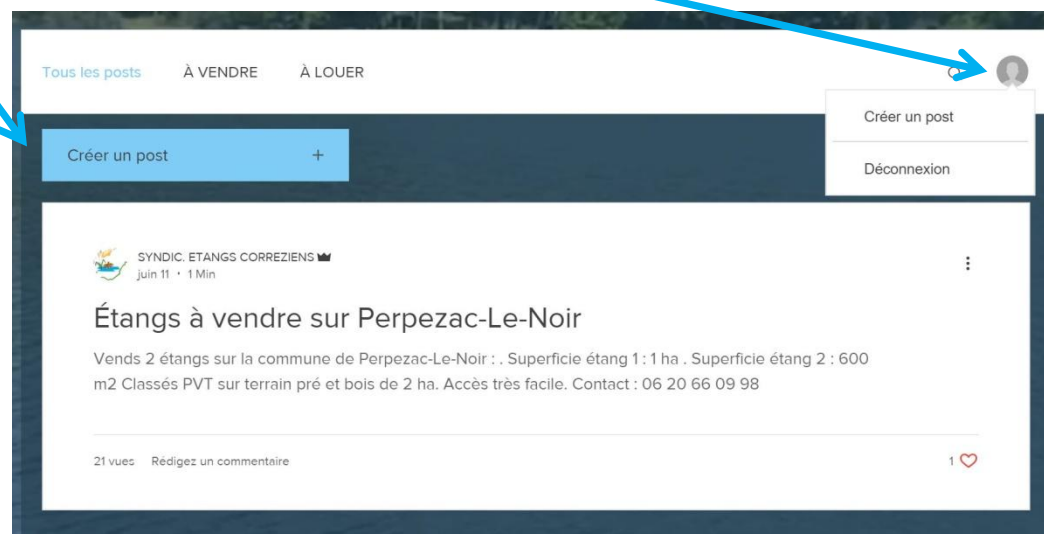 Tous les posts À VENDRE À LOUER
Créer un post
Déconnexion
Créer un post +
SYNDIC. ETANGS CORREZIENS
juin 11 · 1 Min
Étangs à vendre sur Perpezac-Le-Noir
Vends 2 étangs sur la commune de Perpezac-Le-Noir : . Superficie étang 1 : 1 ha . Superficie étang 2 : 600
m2 Classés PVT sur terrain pré et bois de 2 ha. Accès très facile. Contact : 06 20 66 09 98
21 vues Rédigez un commentaire
1